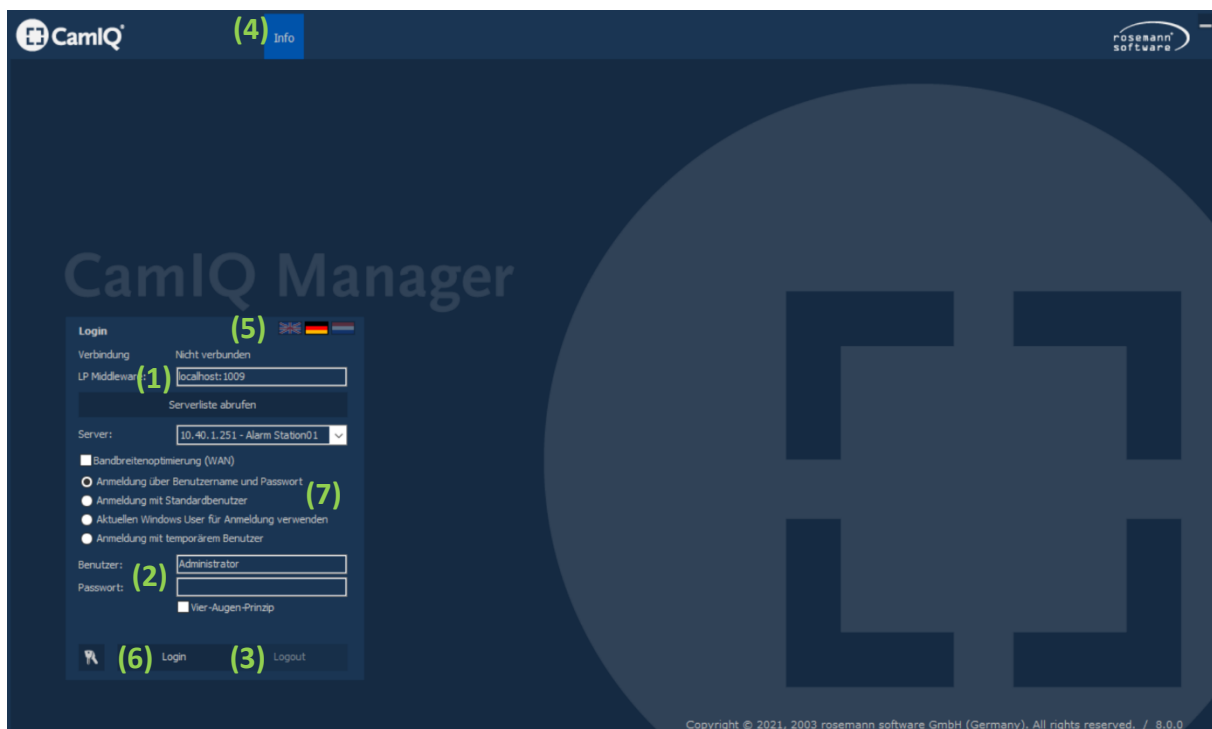 CamIQ
(4) Info
rosemann
software
CamIQ Manager
Login (5)
Verbindung Nicht verbunden
LP Middleware: (1) localhost:1009
Serverliste abrufen
Server: 10.40.1.251 - Alarm Station01
Bandbreitenoptimierung (WAN)
Anmeldung über Benutzername und Passwort
(7)
Anmeldung mit Standardbenutzer
Aktuellen Windows User für Anmeldung verwenden
Anmeldung mit temporärem Benutzer
Benutzer: Administrator
(2)
Passwort:
Vier-Augen-Prinzip
(6) Login (3) Logout
Copyright © 2021, 2003 rosemann software GmbH (Germany). All rights reserved. / 8.0.0